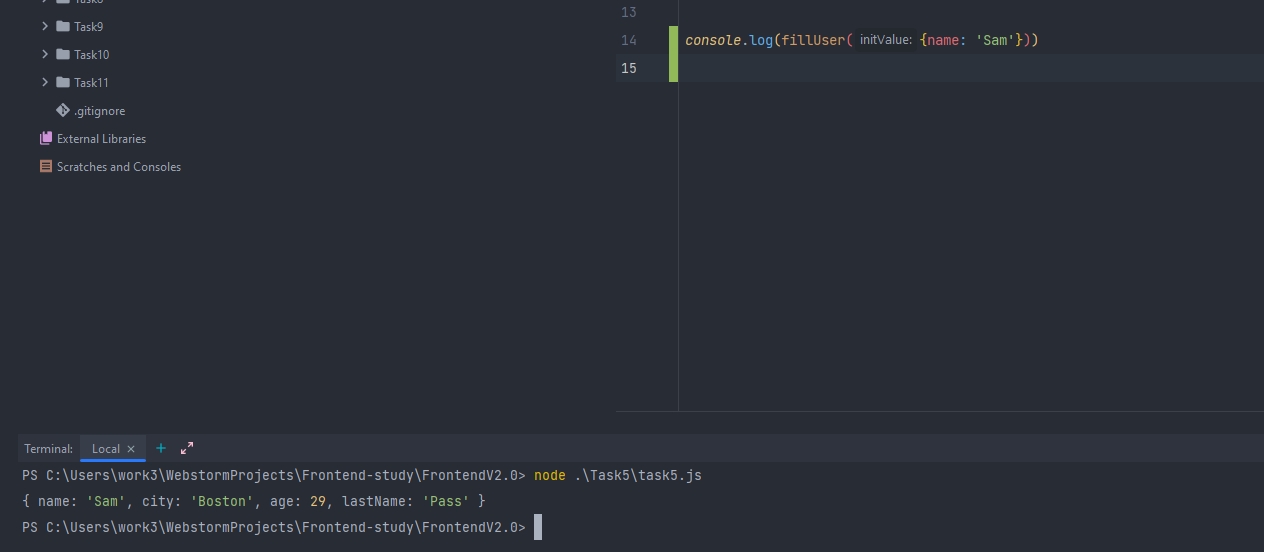 13
Task9
14 console.log(fillUser( initValue: {name: 'Sam'}))
Task10
15
Task11
.gitignore
External Libraries
Scratches and Consoles
Terminal: Local × +
PS C:\Users\work3\WebstormProjects\Frontend-study\FrontendV2.0> node .\Task5\task5.js
{ name: 'Sam', city: 'Boston', age: 29, lastName: 'Pass' }
PS C:\Users\work3\WebstormProjects\Frontend-study\FrontendV2.0>